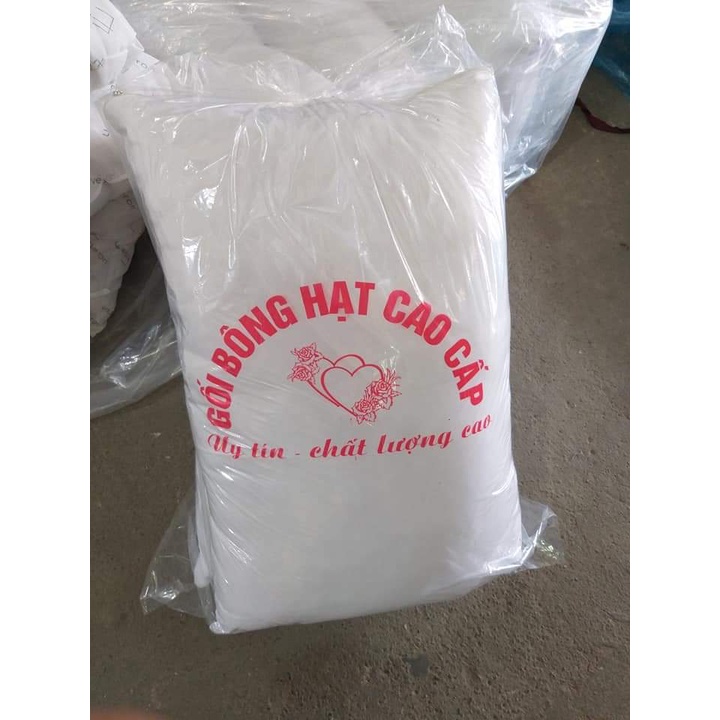 GỐI BÔNG HẠT CAO CẤP
Uy tín - chất lượng cao